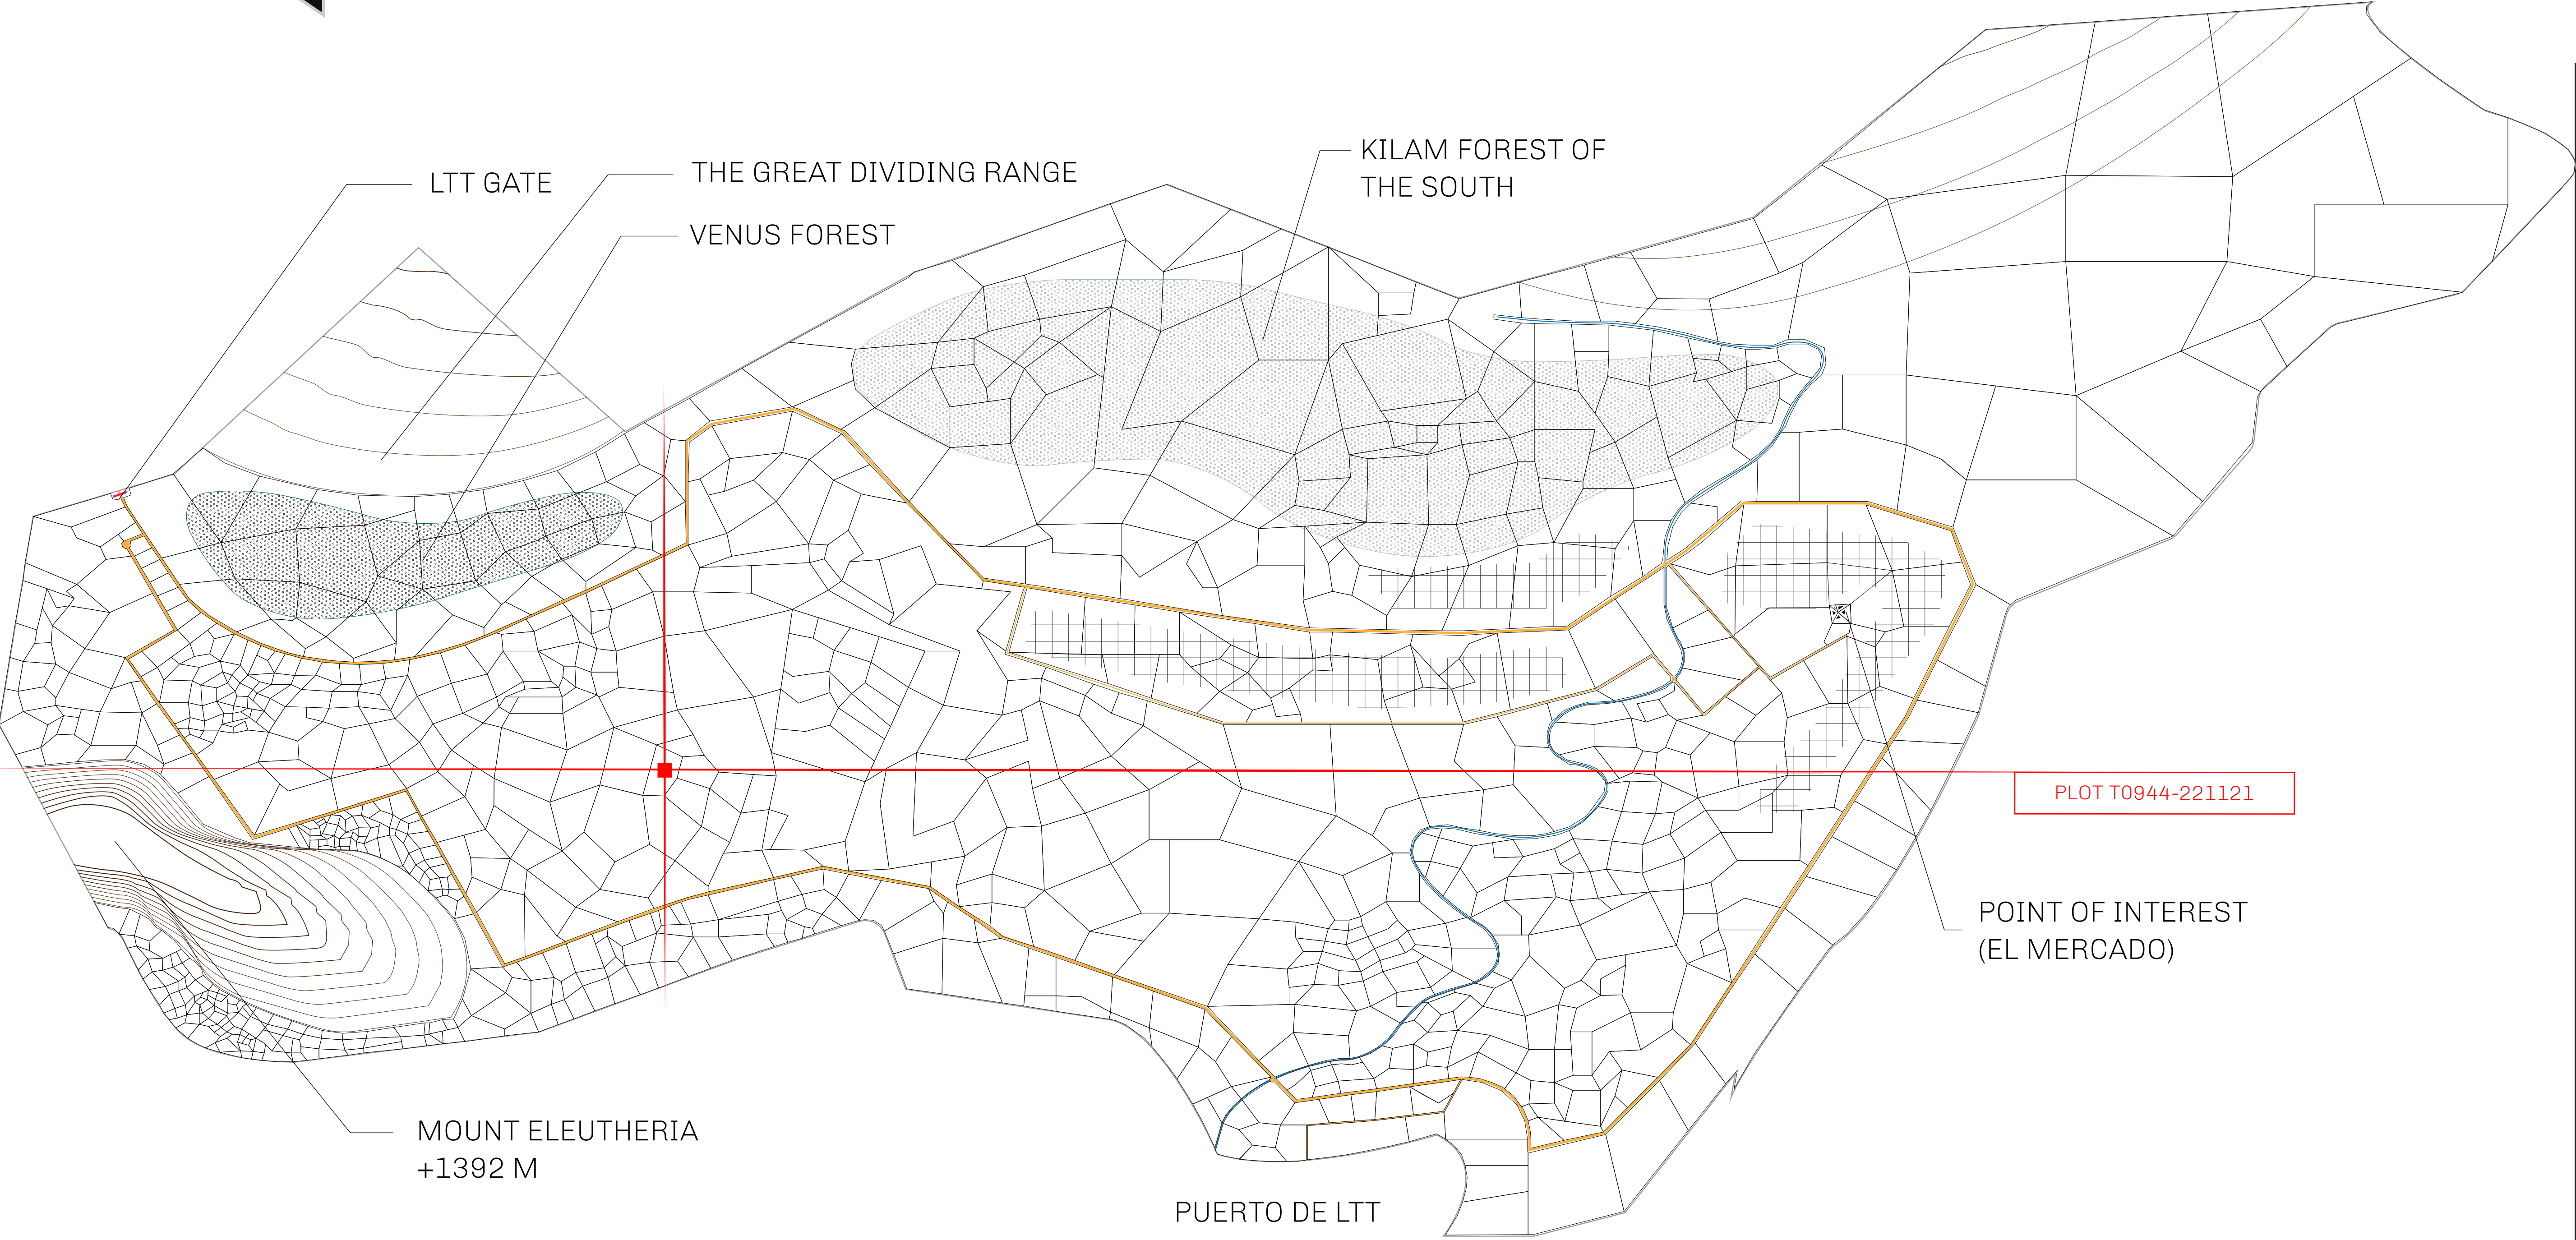 KILAM FOREST OF
THE SOUTH
LTT GATE
THE GREAT DIVIDING RANGE
VENUS FOREST
PLOT T0944-221121
POINT OF INTEREST
(EL MERCADO)
MOUNT ELEUTHERIA
+1392 M
PUERTO DE LTT